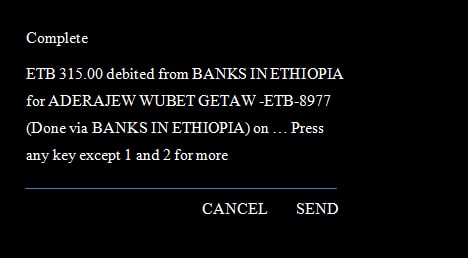 Complete
ETB 315.00 debited from BANKS IN ETHIOPIA
for ADERAJEW WUBET GETAW -ETB-8977
(Done via BANKS IN ETHIOPIA) on … Press
any key except 1 and 2 for more
CANCEL SEND